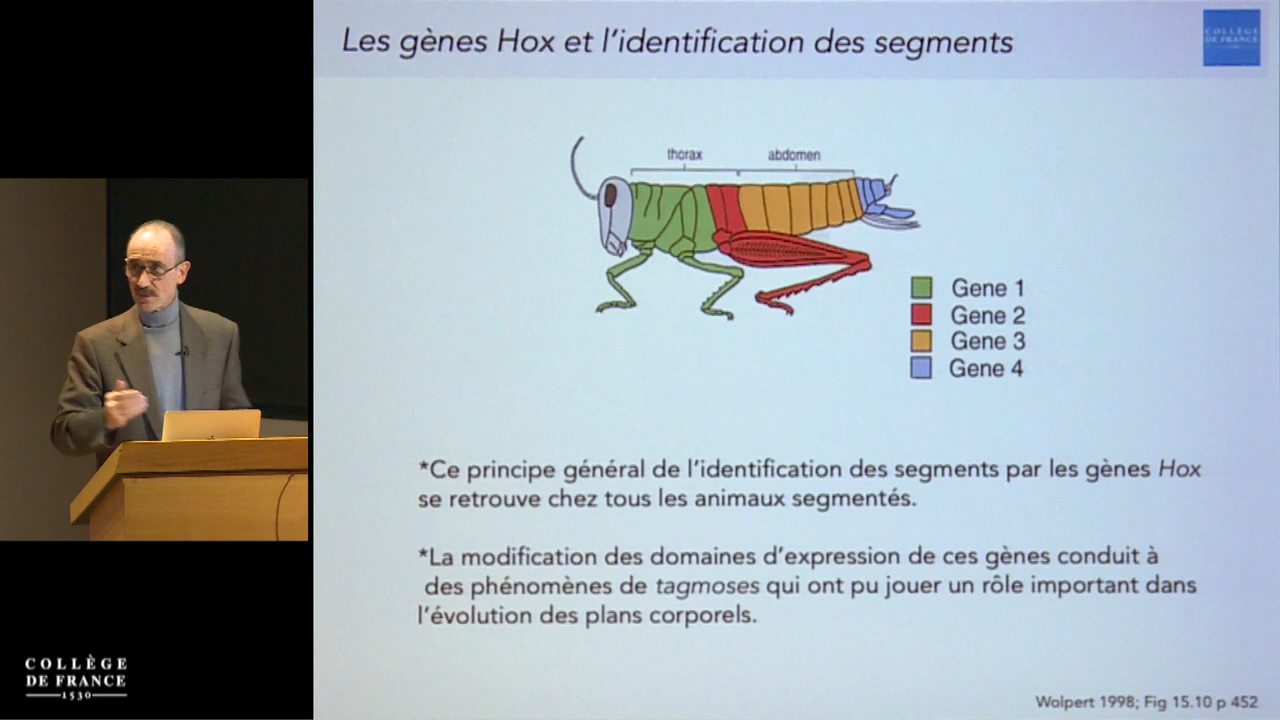 Les gènes Hox et l'identification des segments
COLLÈGE
DE FRANCE
1530
thorax
abdomen
Gene 1
Gene 2
Gene 3
Gene 4
*Ce principe général de l'identification des segments par les gènes Hox
se retrouve chez tous les animaux segmentés.
*La modification des domaines d'expression de ces gènes conduit à
des phénomènes de tagmoses qui ont pu jouer un rôle important dans
l'évolution des plans corporels.
Wolpert 1998; Fig 15.10 p 452
COLLÈGE
DE FRANCE
1530